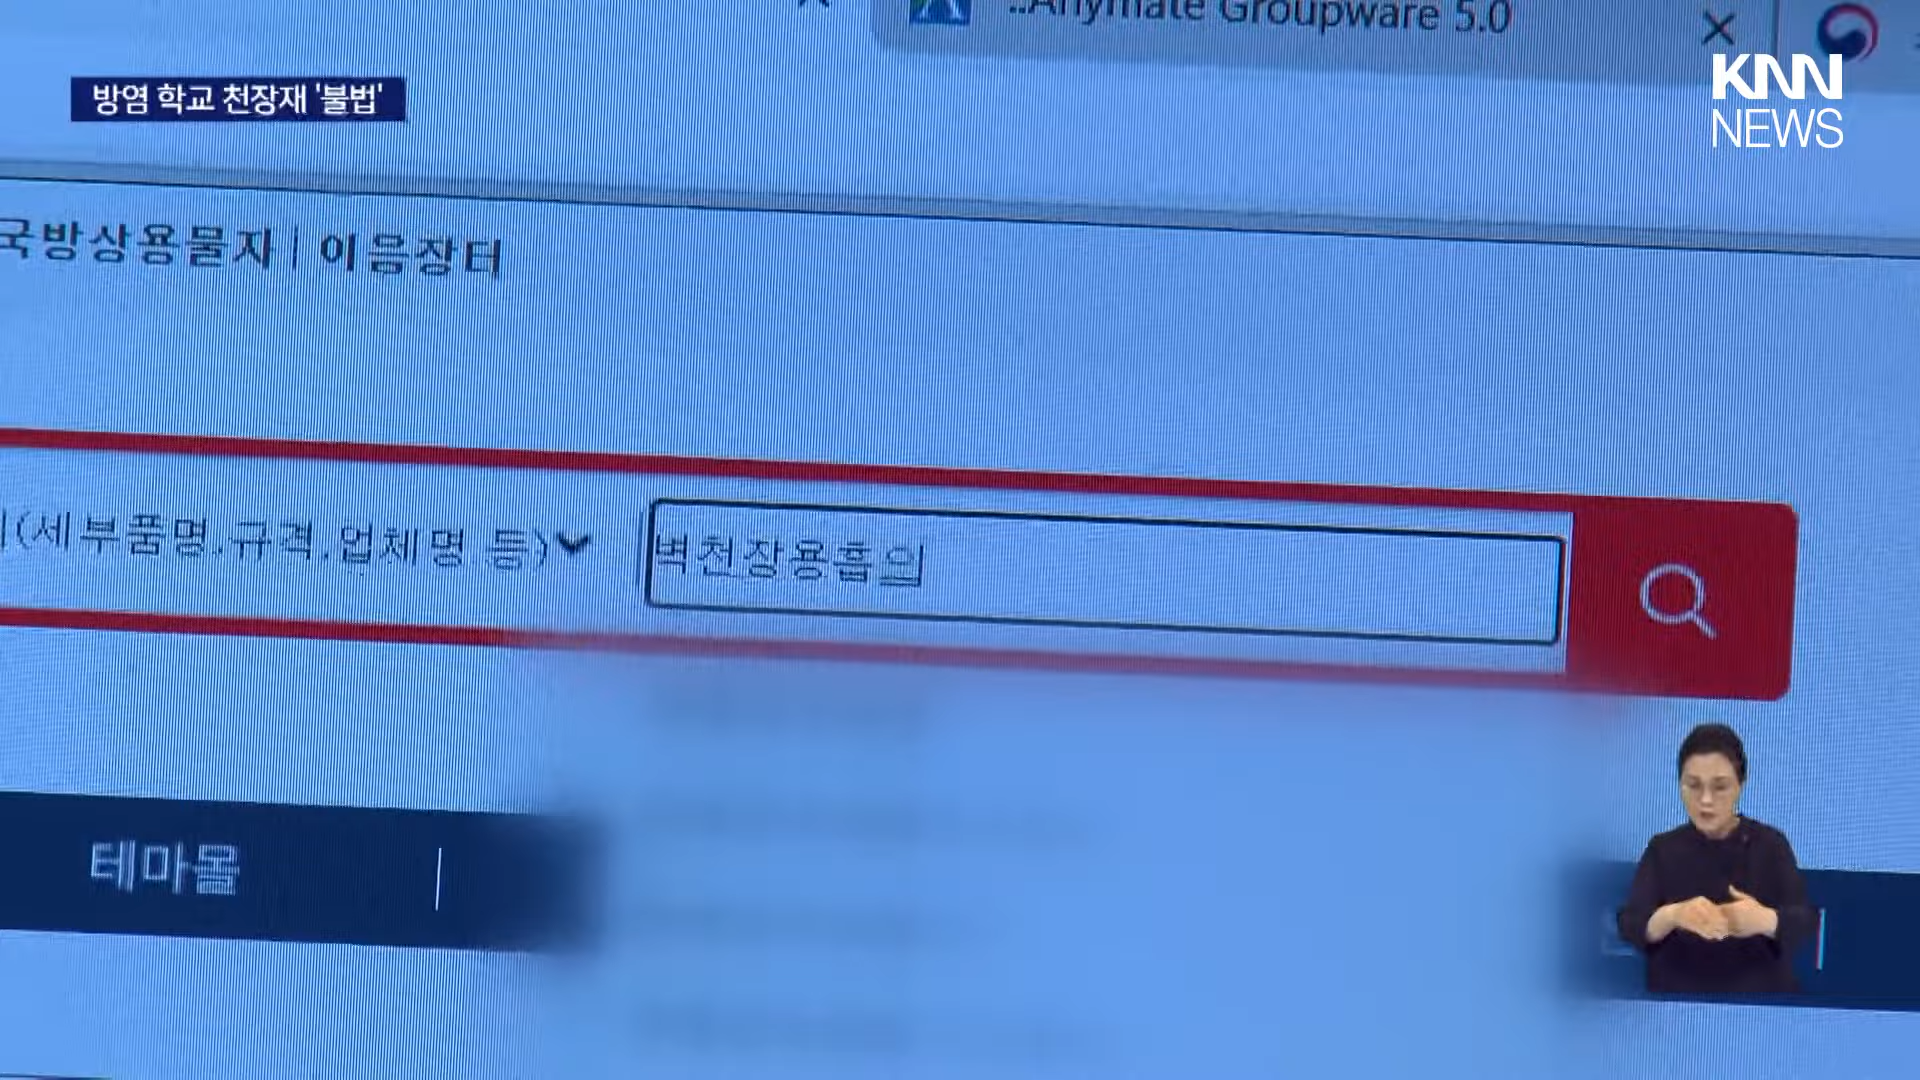 ..Anymate Groupware 5.0
방염 학교 천장재 '불법'
KNN
NEWS
국방상용물자 | 이음장터
(세부품명,규격,업체명 등)
벽천장용흡의
테마몰